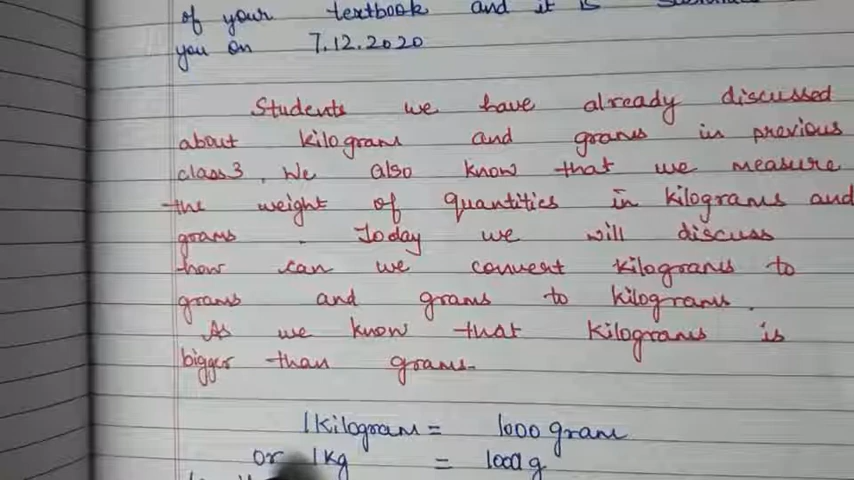 of your textbook and it is
you on 7.12.2020
Students we have already discussed
about kilogram and grams in previous
class 3. We also know that we measure
the weight of quantities in kilograms and
grams . Today we will discuss
how can we convert kilograms to
grams and grams to kilograms.
As we know that kilograms is
bigger than grams.
1 Kilogram = 1000 gram
or 1 kg = 1000 g